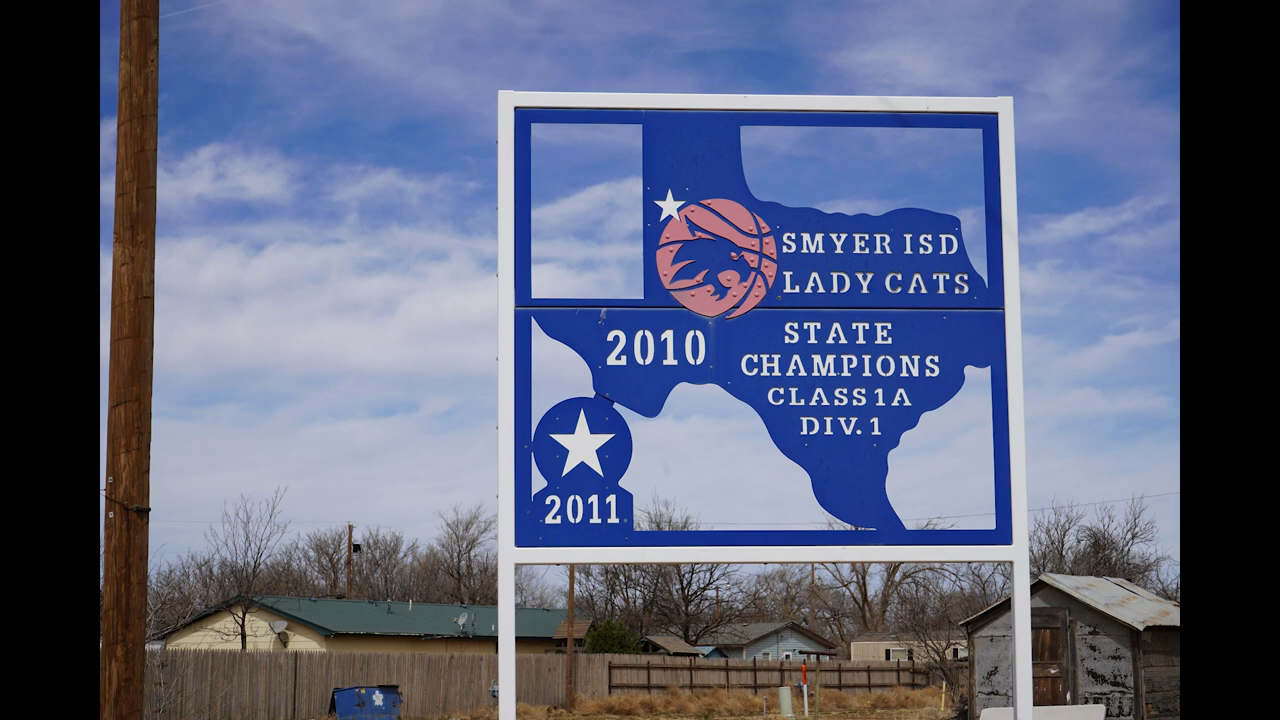 SMYER ISD
LADY CATS
2010
STATE
CHAMPIONS
CLASS 1A
DIV. 1
2011